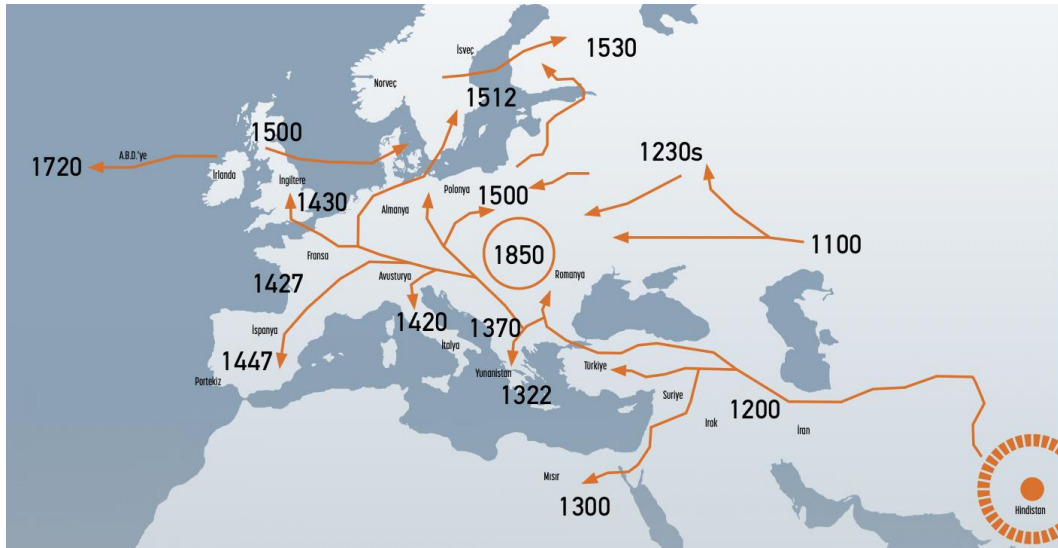 İsveç
1530
Norveç
1512
1500
1720
A.B.D.'ye
İrlanda
İngiltere
1430
1230s
Polonya
1500
Almanya
1100
Fransa
1850
Avusturya
Romanya
1427
1420
1370
İspanya
İtalya
1447
Portekiz
Yunanistan
1322
Türkiye
Suriye
1200
Irak
İran
Mısır
1300
Hindistan